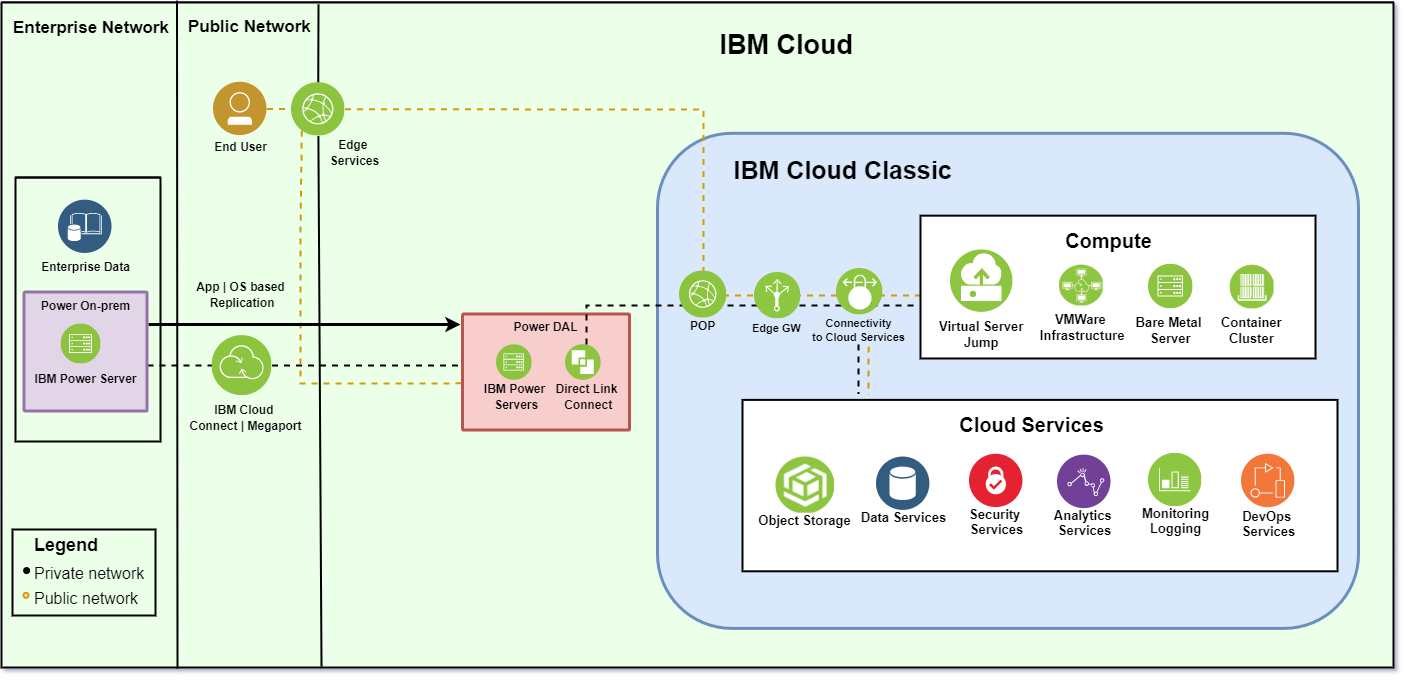 Enterprise Network
Public Network
IBM Cloud
End User
Edge
Services
IBM Cloud Classic
Enterprise Data
Power On-prem
IBM Power Server
App | OS based
Replication
IBM Cloud
Connect | Megaport
Power DAL
IBM Power
Servers
Direct Link
Connect
POP
Edge GW
Connectivity
to Cloud Services
Compute
Virtual Server
Jump
VMWare
Infrastructure
Bare Metal
Server
Container
Cluster
Cloud Services
Object Storage
Data Services
Security
Services
Analytics
Services
Monitoring
Logging
DevOps
Services
Legend
Private network
Public network